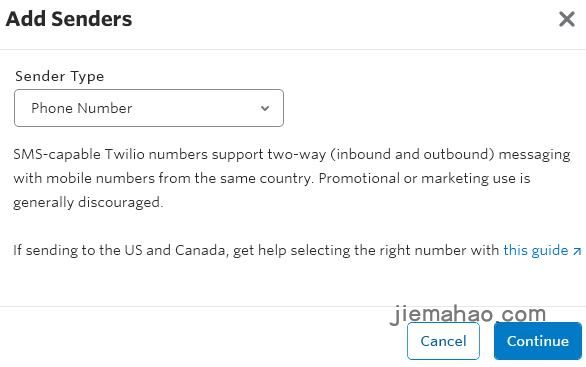 Add Senders
Sender Type
Phone Number
SMS-capable Twilio numbers support two-way (inbound and outbound) messaging
with mobile numbers from the same country. Promotional or marketing use is
generally discouraged.
If sending to the US and Canada, get help selecting the right number with this guide
jiemahao.com
Cancel
Continue